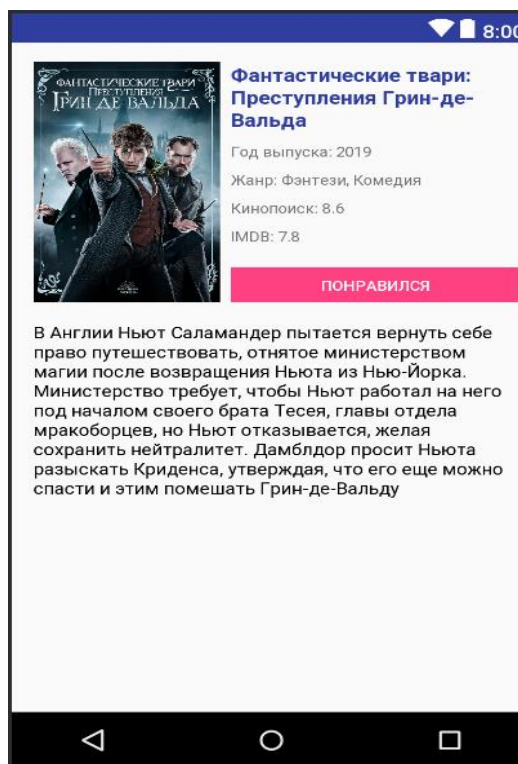 8:00
ФАНТАСТИЧЕСКИЕ ТВАРИ
ПРЕСТУПЛЕНИЯ
ГРИН ДЕ ВАЛЬДА
Фантастические твари:
Преступления Грин-де-
Вальда
Год выпуска: 2019
Жанр: Фэнтези, Комедия
Кинопоиск: 8.6
IMDB: 7.8
ПОНРАВИЛСЯ
В Англии Ньют Саламандер пытается вернуть себе
право путешествовать, отнятое министерством
магии после возвращения Ньюта из Нью-Йорка.
Министерство требует, чтобы Ньют работал на него
под началом своего брата Тесея, главы отдела
мракоборцев, но Ньют отказывается, желая
сохранить нейтралитет. Дамблдор просит Ньюта
разыскать Криденса, утверждая, что его еще можно
спасти и этим помешать Грин-де-Вальду